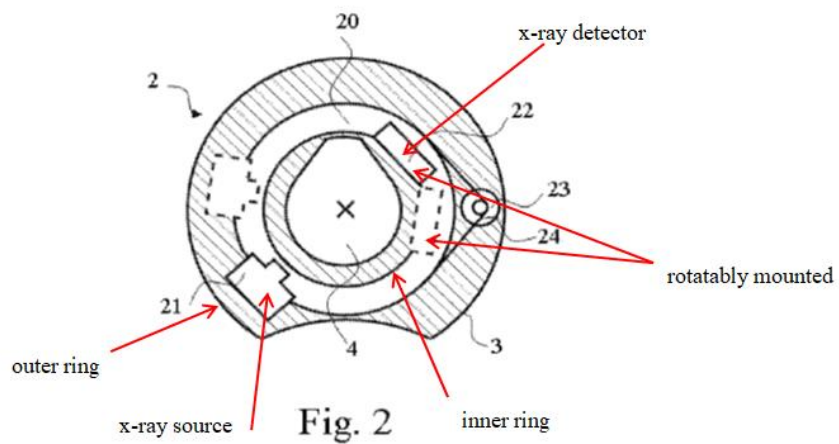 x-ray detector
20
2
22
23
24
rotatably mounted
21
4
3
outer ring
x-ray source
Fig. 2
inner ring